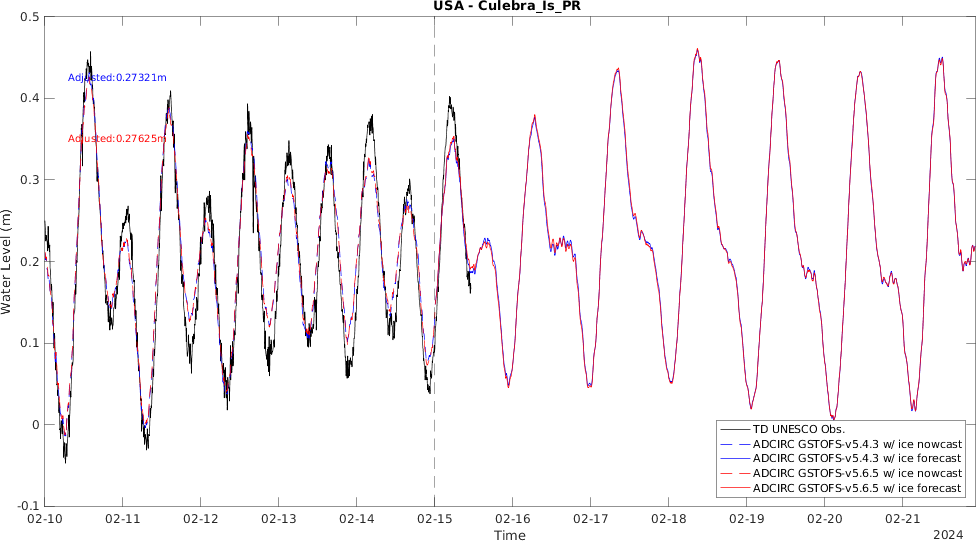 USA - Culebra_Is_PR
0.5
0.4
0.3
0.2
0.1
0
-0.1
Water Level (m)
Adjusted:0.27321m
Adjusted:0.27625m
TD UNESCO Obs.
ADCIRC GSTOFS-v5.4.3 w/ ice nowcast
ADCIRC GSTOFS-v5.4.3 w/ ice forecast
ADCIRC GSTOFS-v5.6.5 w/ ice nowcast
ADCIRC GSTOFS-v5.6.5 w/ ice forecast
02-10 02-11 02-12 02-13 02-14 02-15 02-16 02-17 02-18 02-19 02-20 02-21
Time
2024